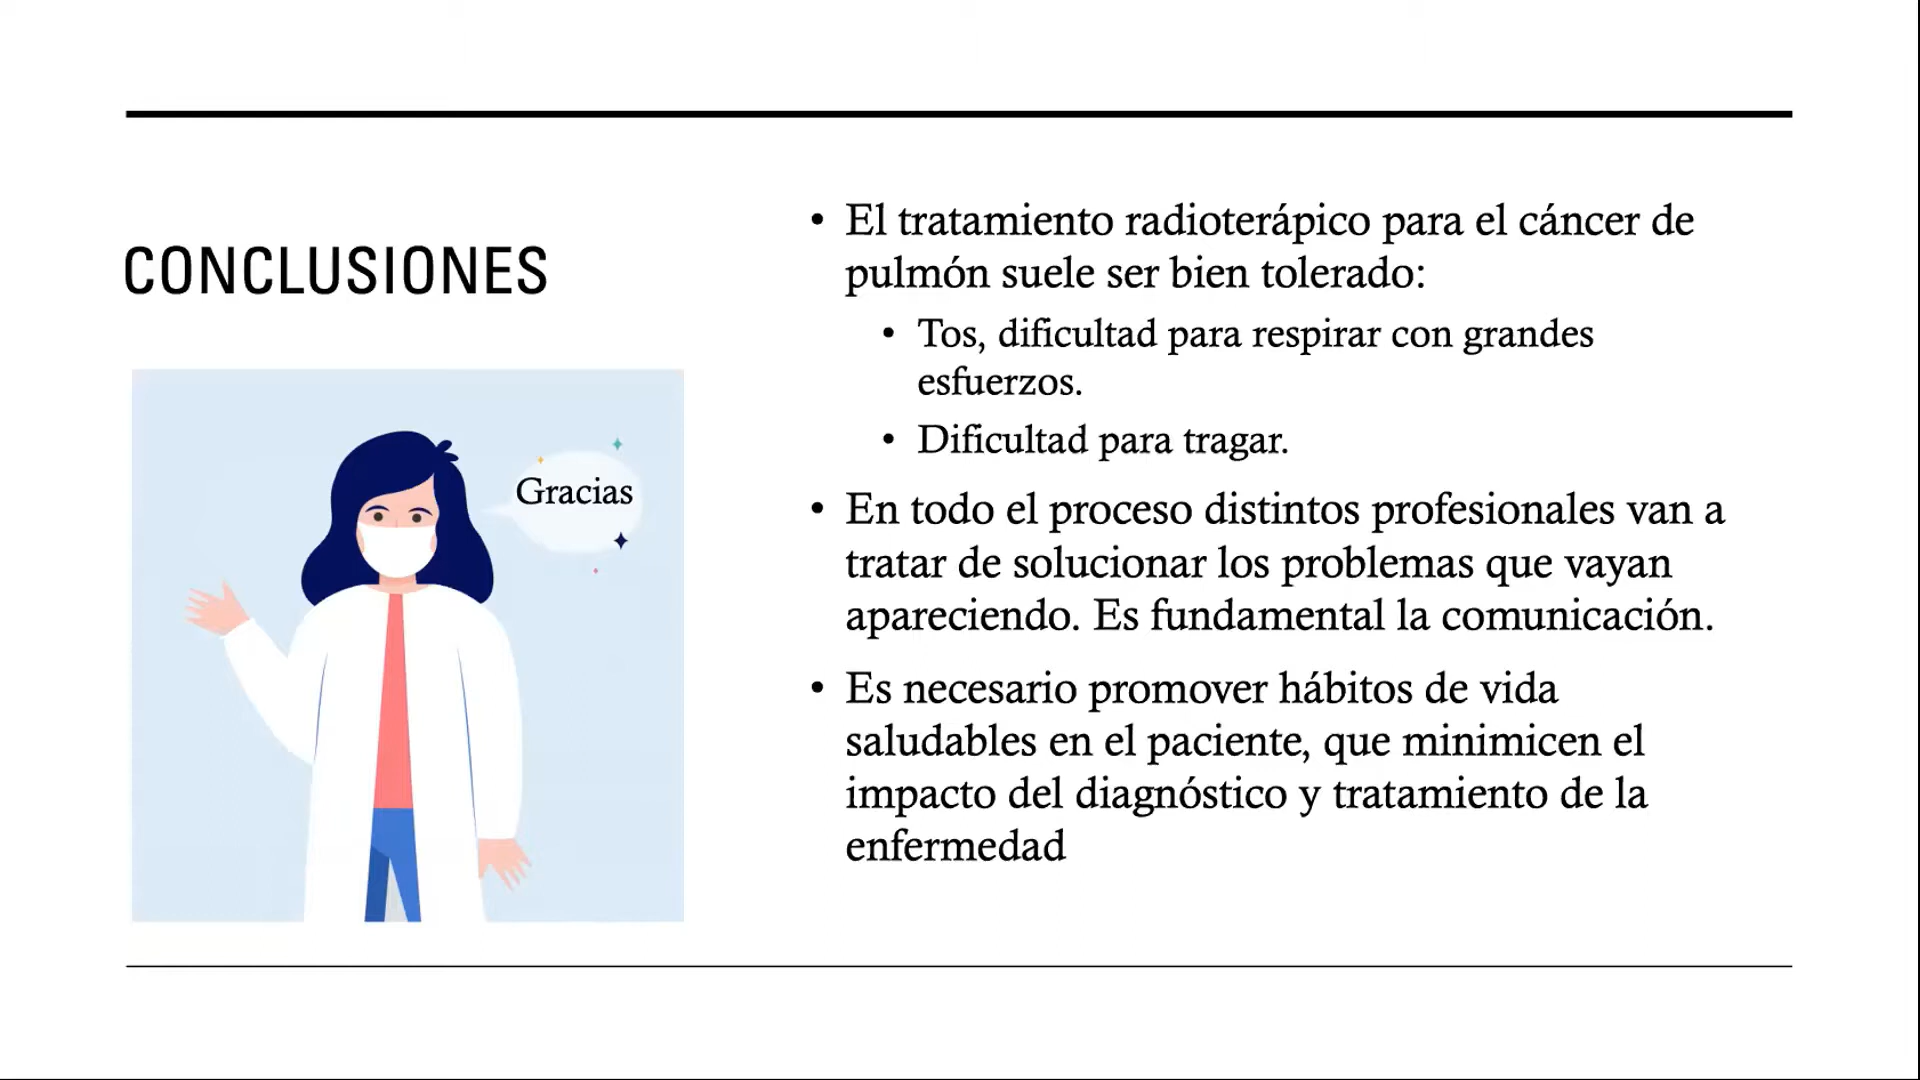 CONCLUSIONES
Gracias
• El tratamiento radioterápico para el cáncer de
pulmón suele ser bien tolerado:
• Tos, dificultad para respirar con grandes
esfuerzos.
• Dificultad para tragar.
• En todo el proceso distintos profesionales van a
tratar de solucionar los problemas que vayan
apareciendo. Es fundamental la comunicación.
• Es necesario promover hábitos de vida
saludables en el paciente, que minimicen el
impacto del diagnóstico y tratamiento de la
enfermedad